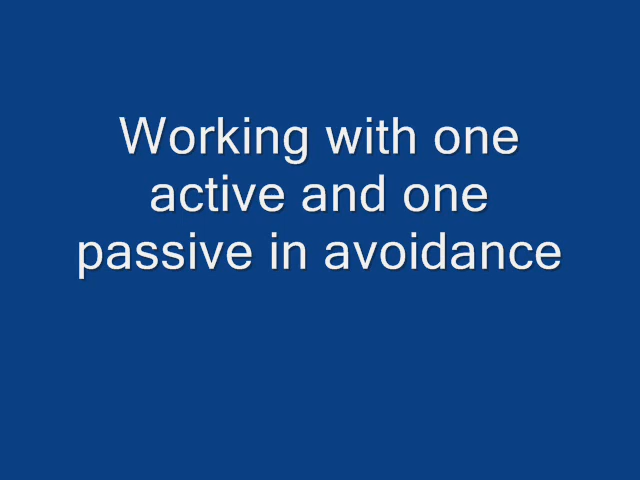 Working with one
active and one
passive in avoidance